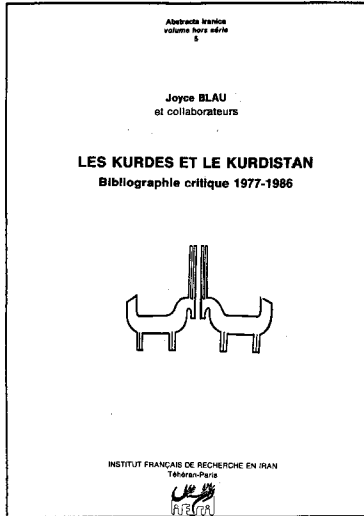 Abstracta Iranica
volume hors série
5
Joyce BLAU
et collaborateurs
LES KURDES ET LE KURDISTAN
Bibliographie critique 1977-1986
INSTITUT FRANÇAIS DE RECHERCHE EN IRAN
Téhéran-Paris